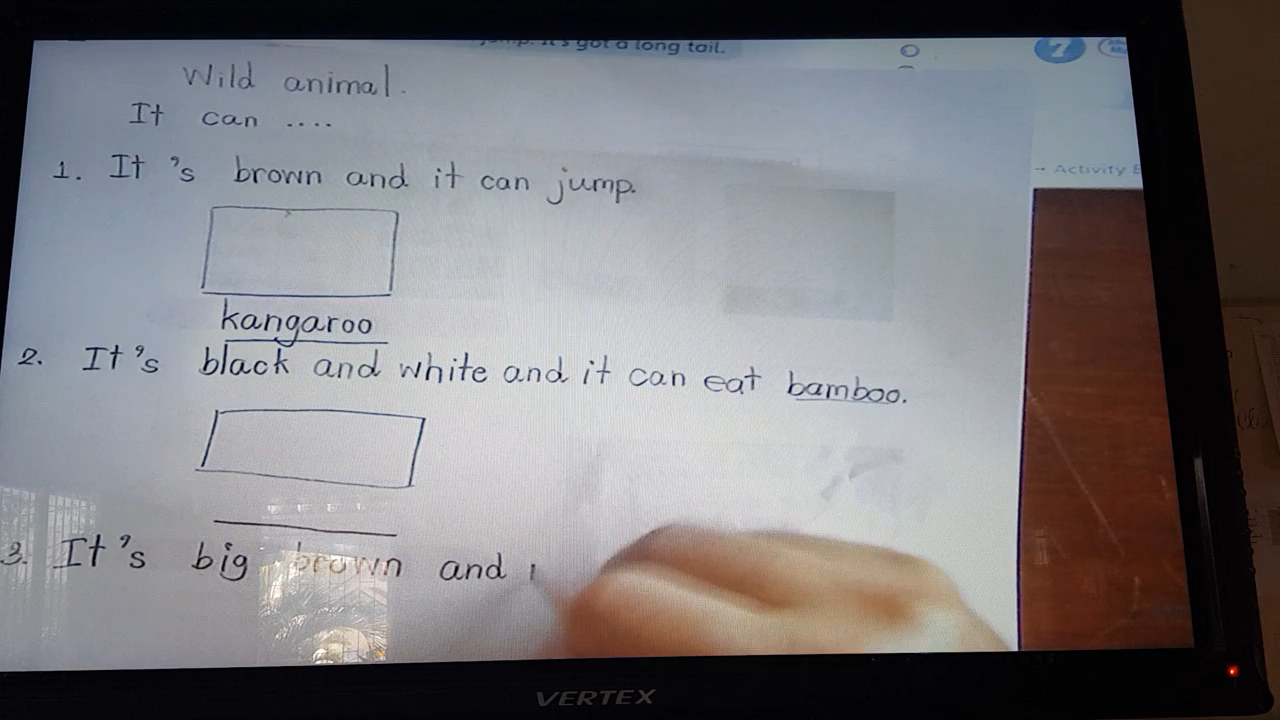 jump. It's got a long tail.
7
Wild animal.
It can ....
→ Activity
1. It's brown and it can jump.
kangaroo
2. It's black and white and it can eat bamboo.
3. It's big brown and
VERTEX